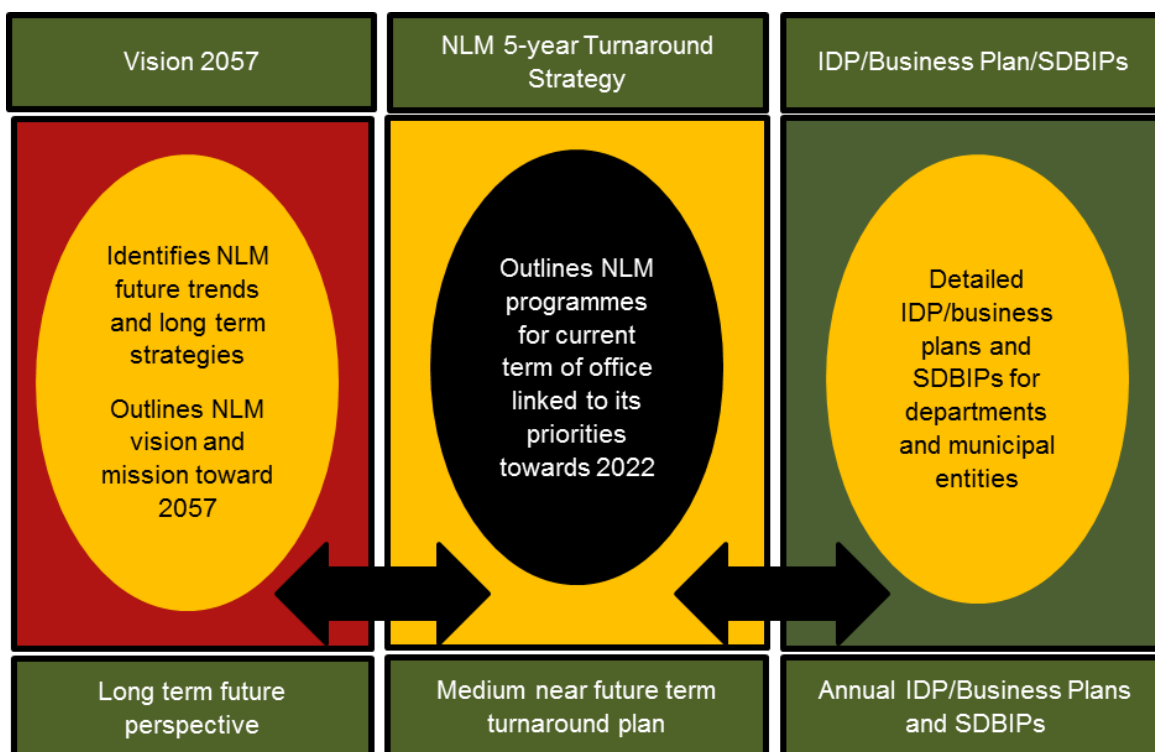 Vision 2057
NLM 5-year Turnaround
Strategy
IDP/Business Plan/SDBIPs
Identifies NLM
future trends
and long term
strategies
Outlines NLM
vision and
mission toward
2057
Outlines NLM
programmes
for current
term of office
linked to its
priorities
towards 2022
Detailed
IDP/business
plans and
SDBIPs for
departments
and municipal
entities
Long term future
perspective
Medium near future term
turnaround plan
Annual IDP/Business Plans
and SDBIPs